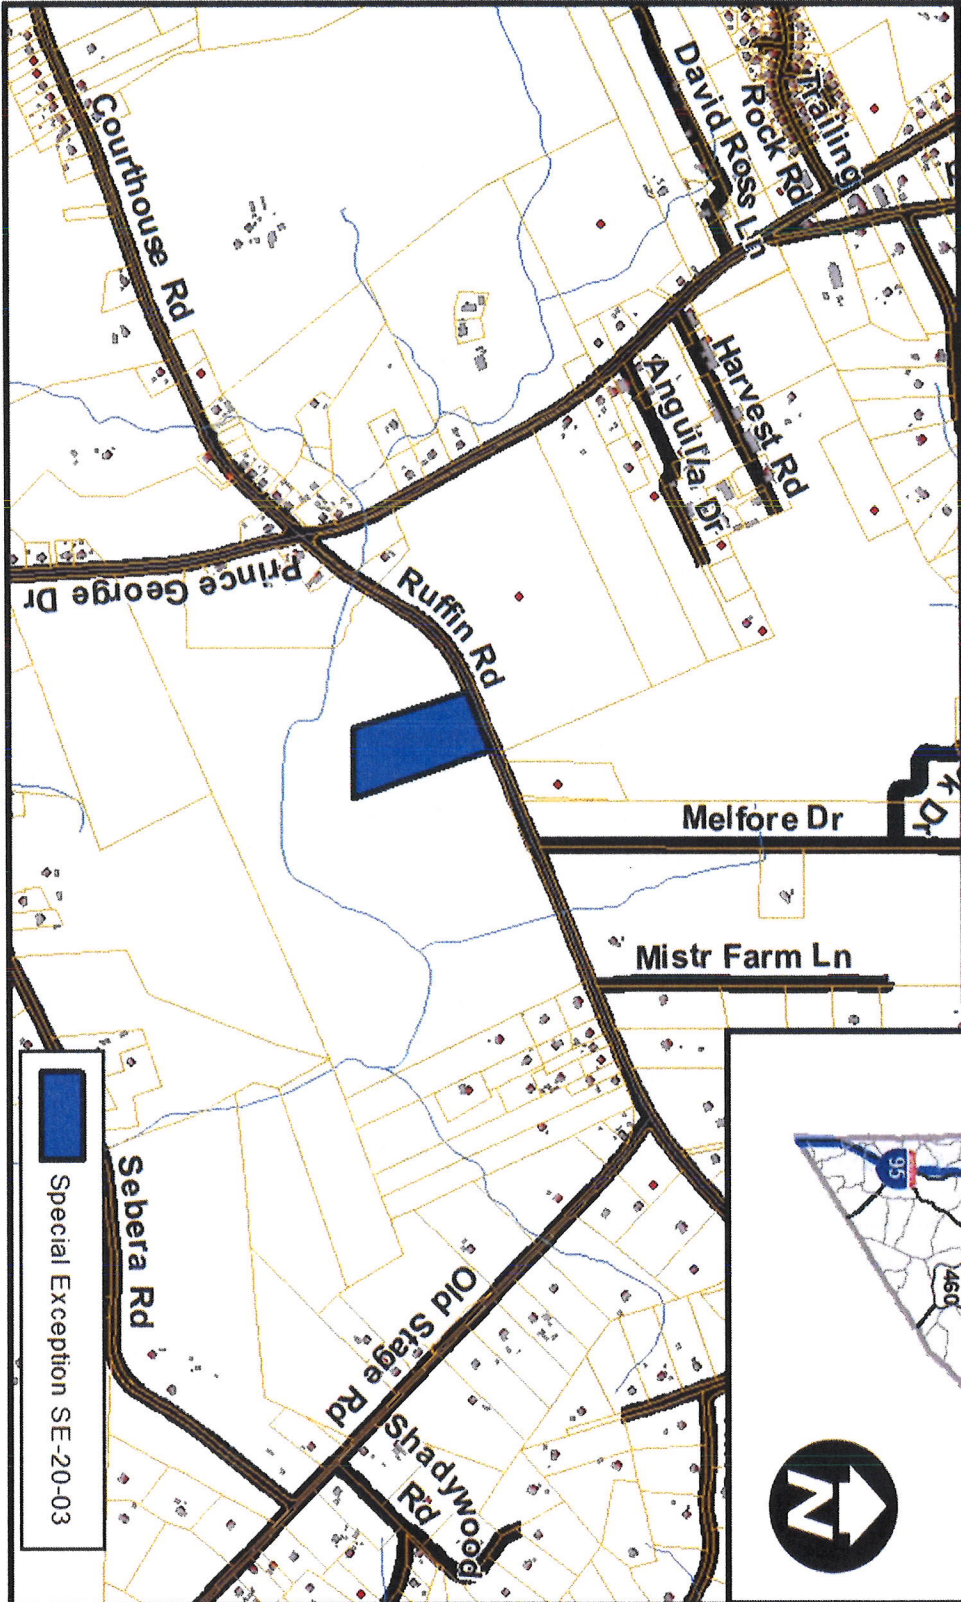 Trailing
Rock Rd
David Ross Ln
Courthouse Rd
Harvest Rd
Anguilla Dr
Prince George Dr
Ruffin Rd
Melfore Dr
k Dr
Mistr Farm Ln
95
460
Sebera Rd
Old Stage Rd
Shadywood
Rd
N
Special Exception SE-20-03